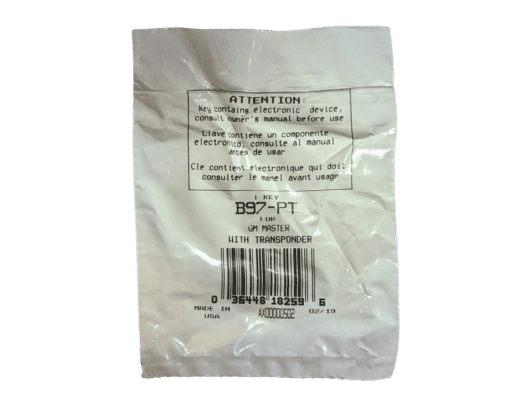 ATTENTION:
Key contains electronic device,
consult owner's manual before use
Llave contiene un componente
electronico, consulte al manual
antes de usar
Cle contient electronique qui doit
consulter le manel avant usage
1 KEY
B97-PT
FOR
GM MASTER
WITH TRANSPONDER
0 36448 18259 6
MADE IN
USA
AX00000502
02/19